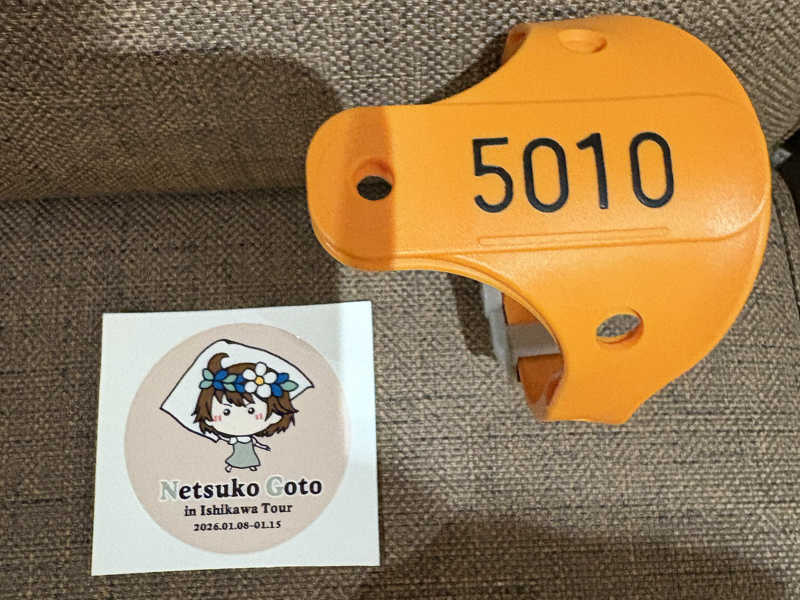 5010
Netsuko Goto
in Ishikawa Tour
2026.01.08-01.15